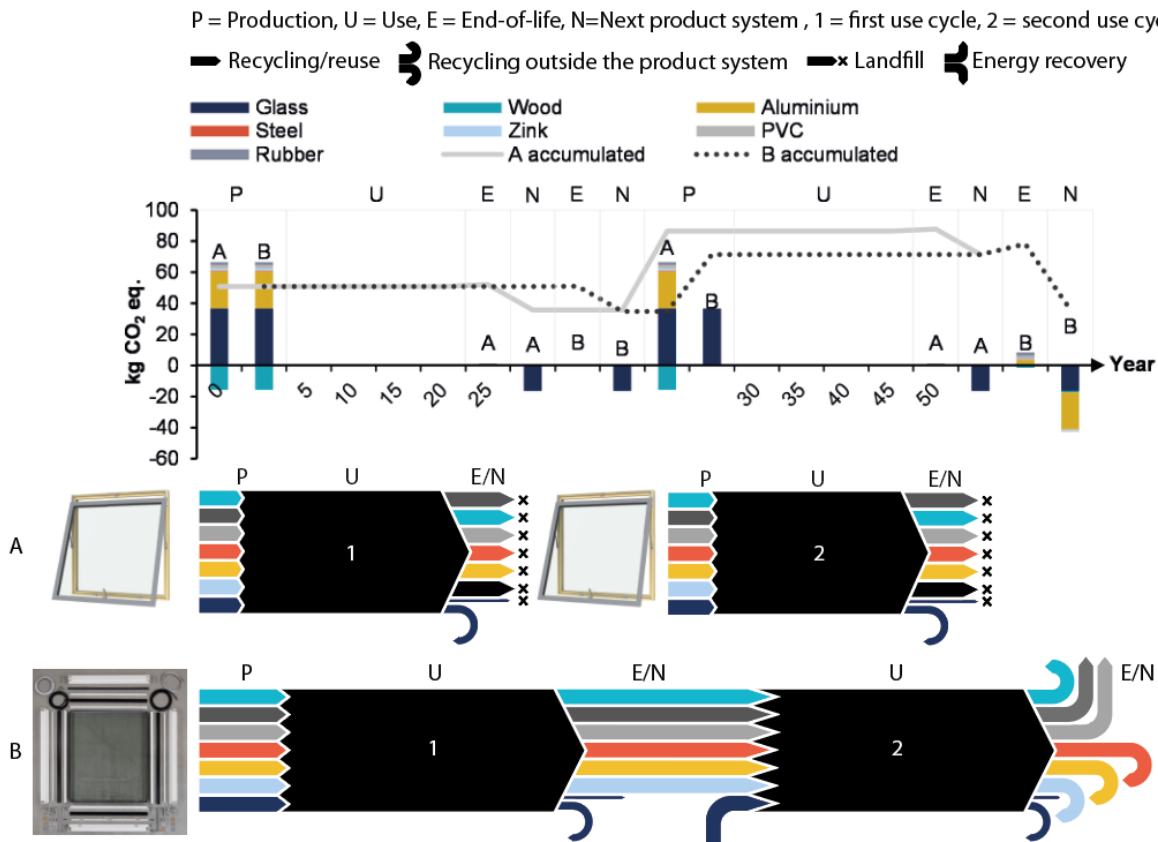 P = Production, U = Use, E = End-of-life, N=Next product system , 1 = first use cycle, 2 = second use
Recycling/reuse Recycling outside the product system Landfill Energy recovery
Glass Wood Aluminium
Steel Zink PVC
Rubber A accumulated B accumulated
P U E N E N P U E N E N
100
80
60
40
20
0
-20
-40
-60
kg CO₂ eq.
A B A B A A B B A A B B
Year
0 5 10 15 20 25 30 35 40 45 50
P U E/N P U E/N
A 1 2
P U E/N U E/N
B 1 2